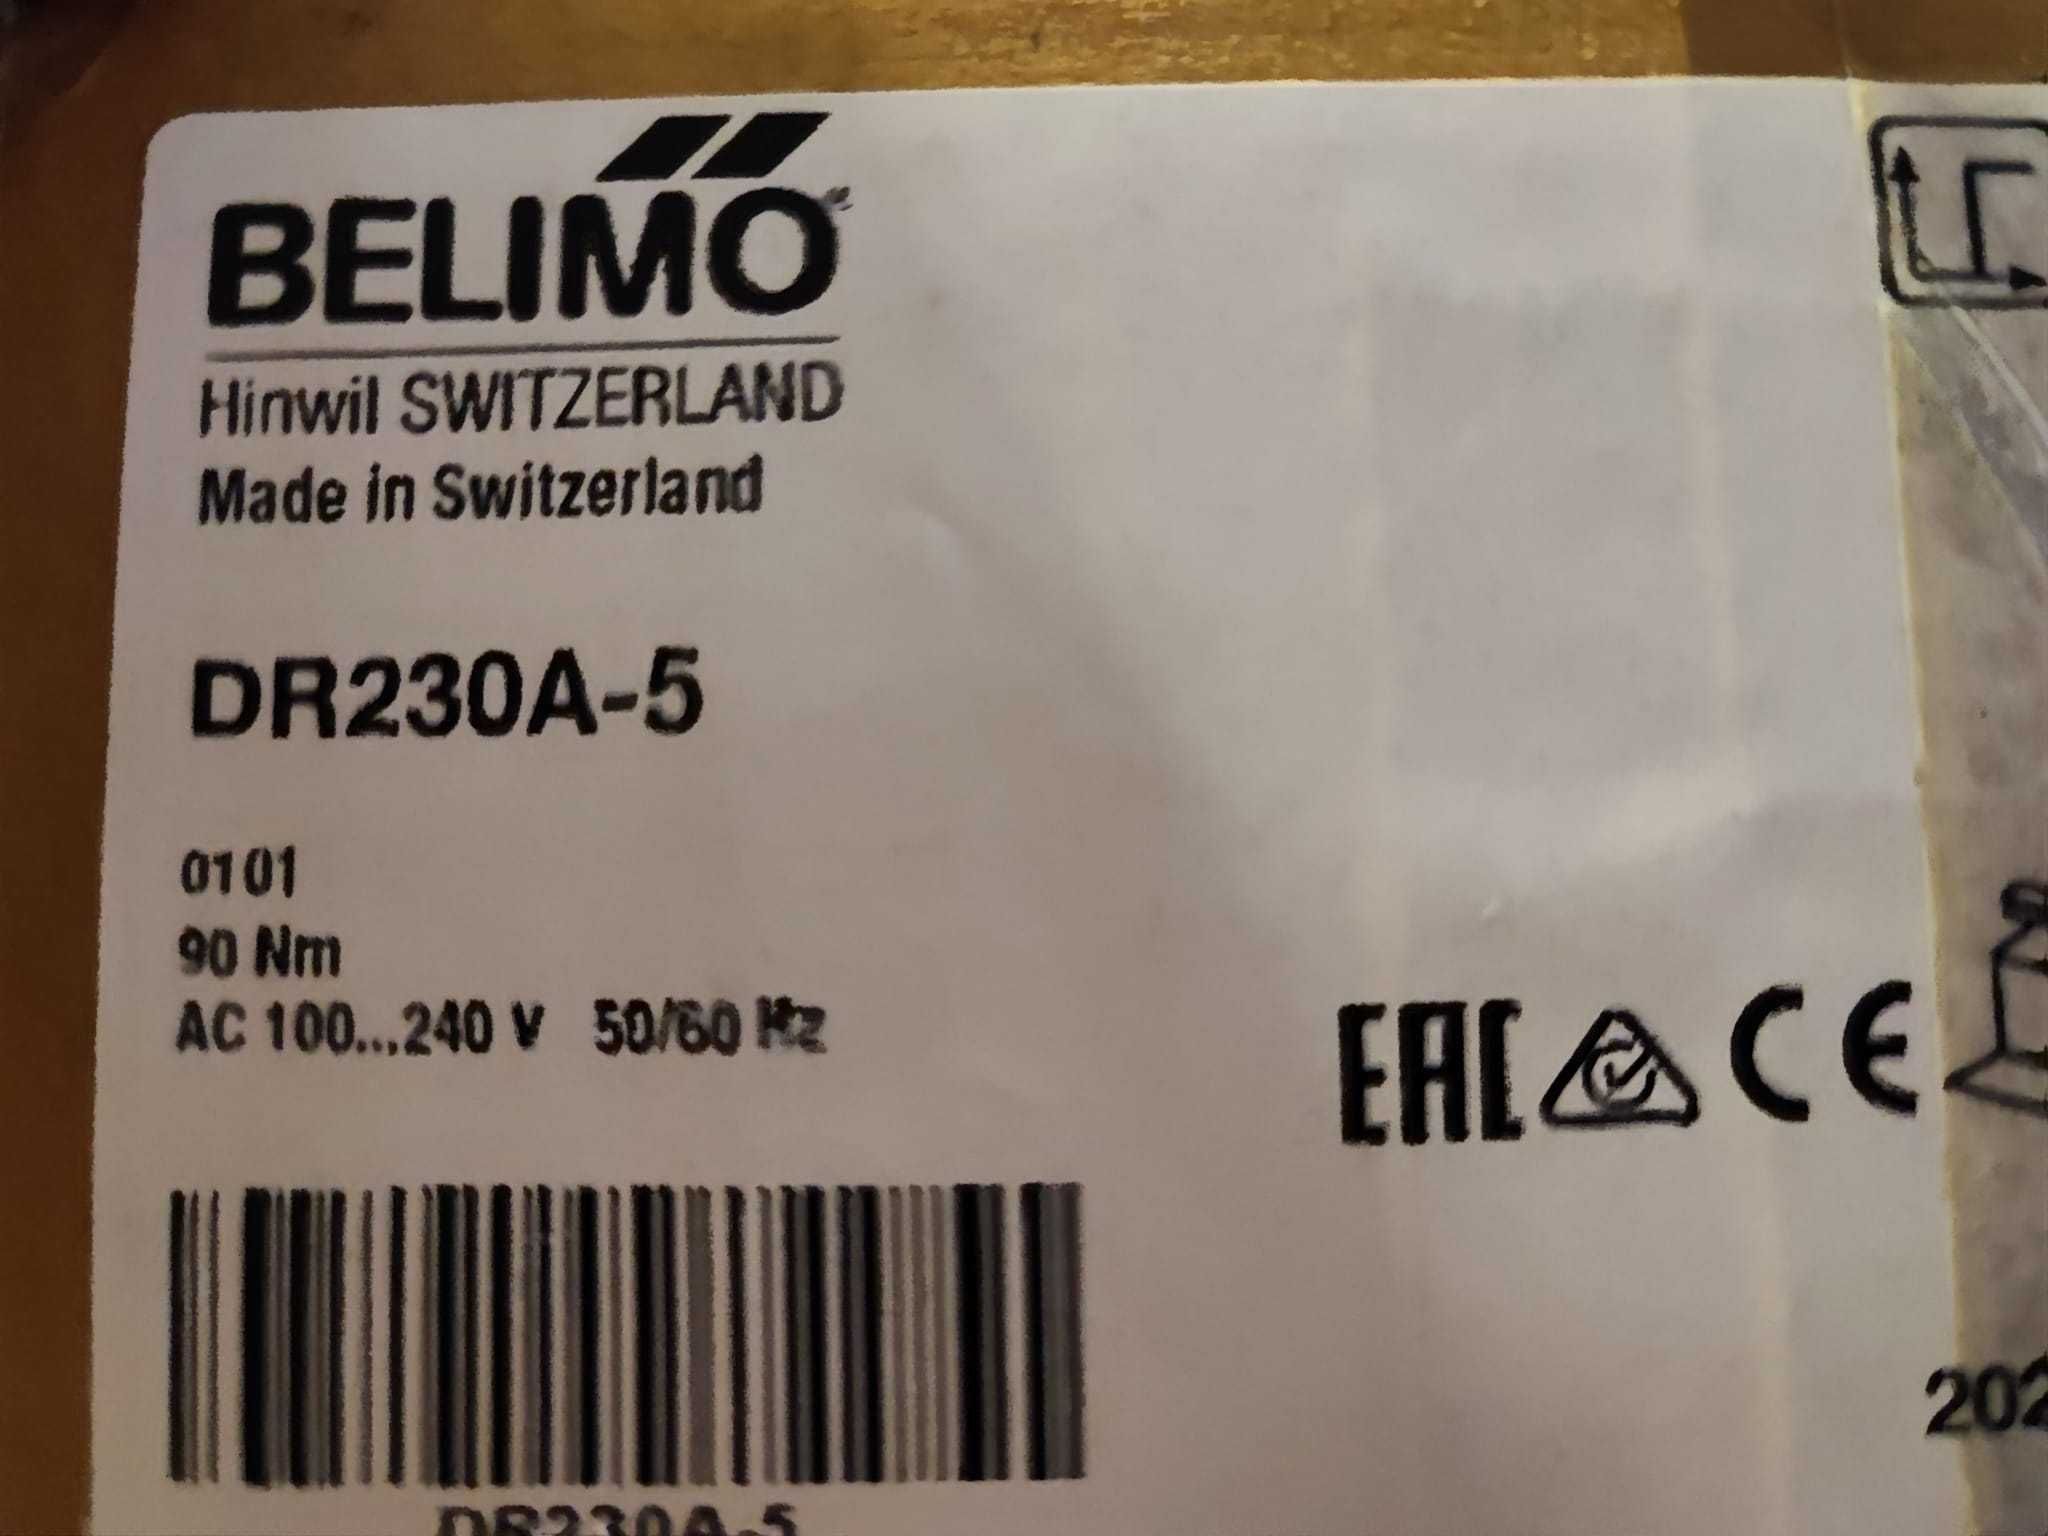 BELIMO
Hinwil SWITZERLAND
Made in Switzerland
DR230A-5
0101
90 Nm
AC 100...240 V 50/60 Hz
EAC CE
202
DR230A-5